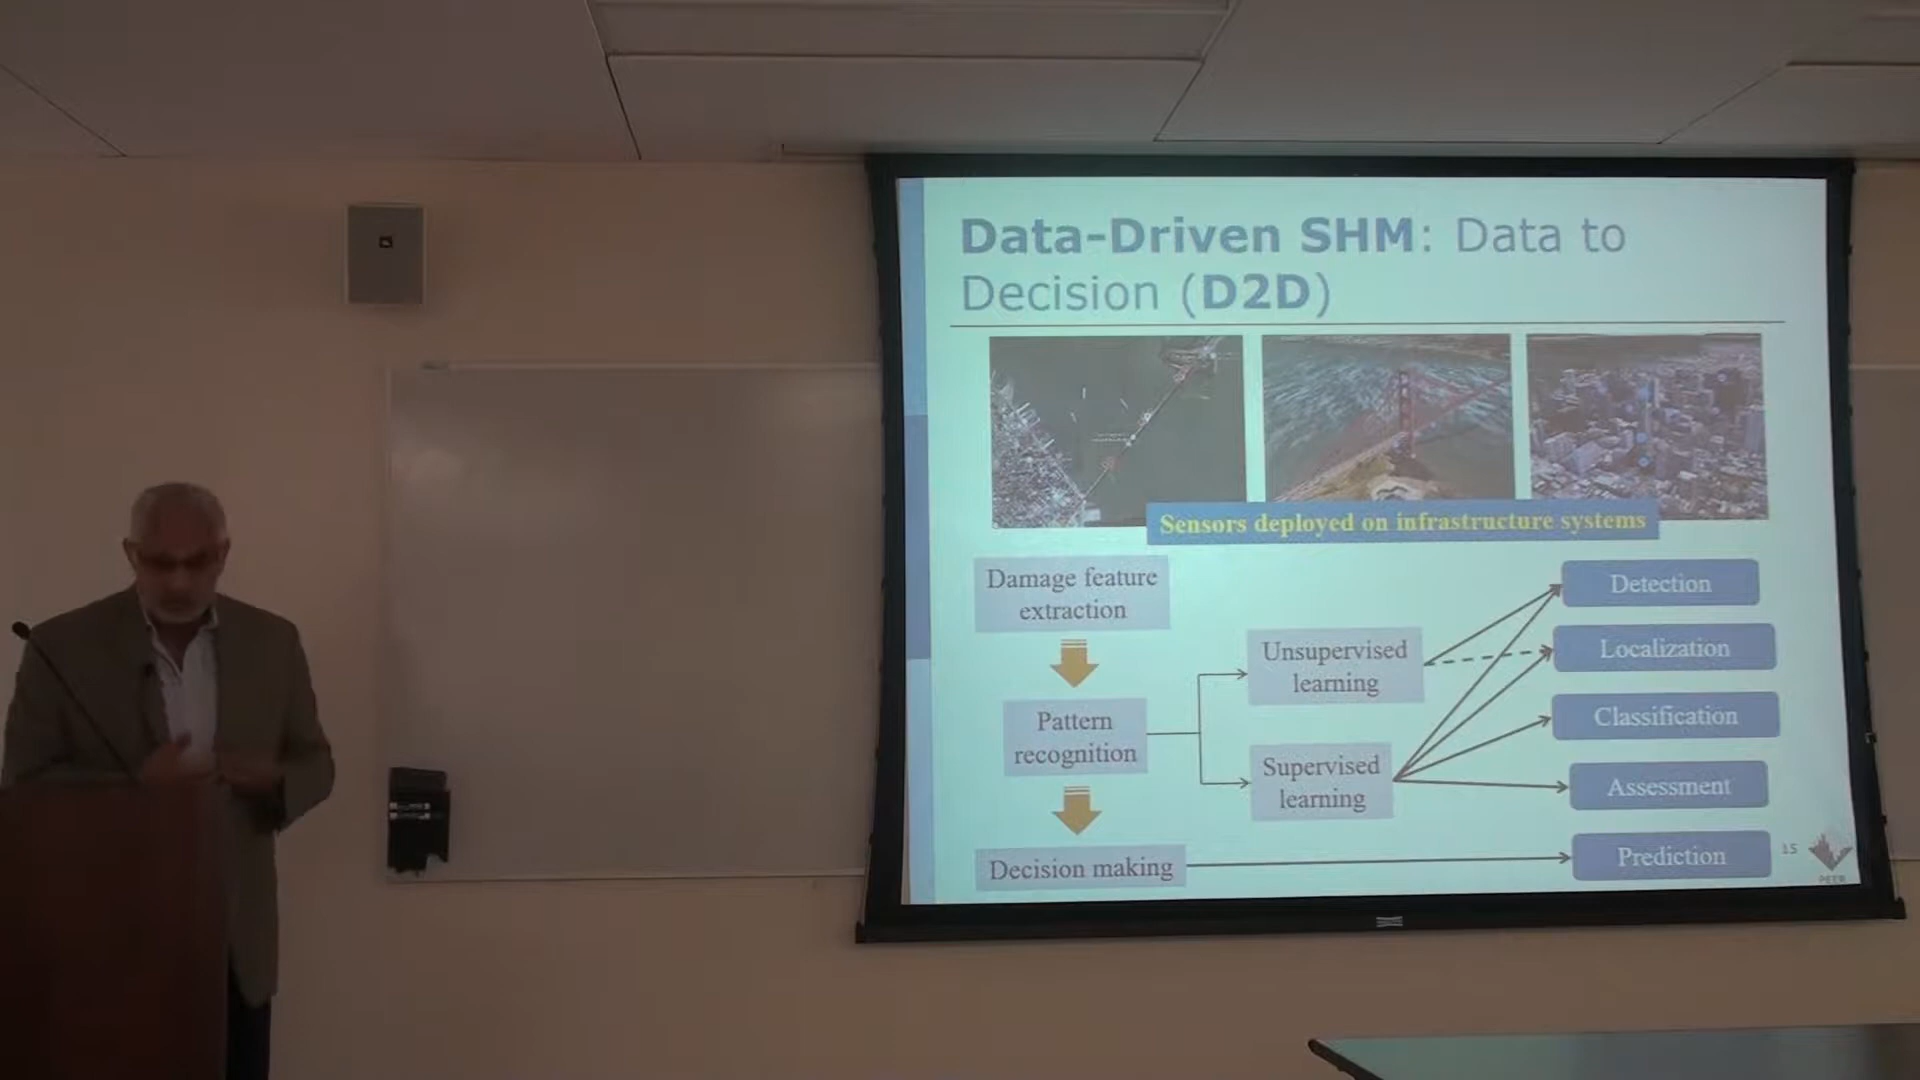 Data-Driven SHM: Data to
Decision (D2D)
Sensors deployed on infrastructure systems
Damage feature
extraction
Pattern
recognition
Decision making
Unsupervised
learning
Supervised
learning
Detection
Localization
Classification
Assessment
Prediction
15
PEER